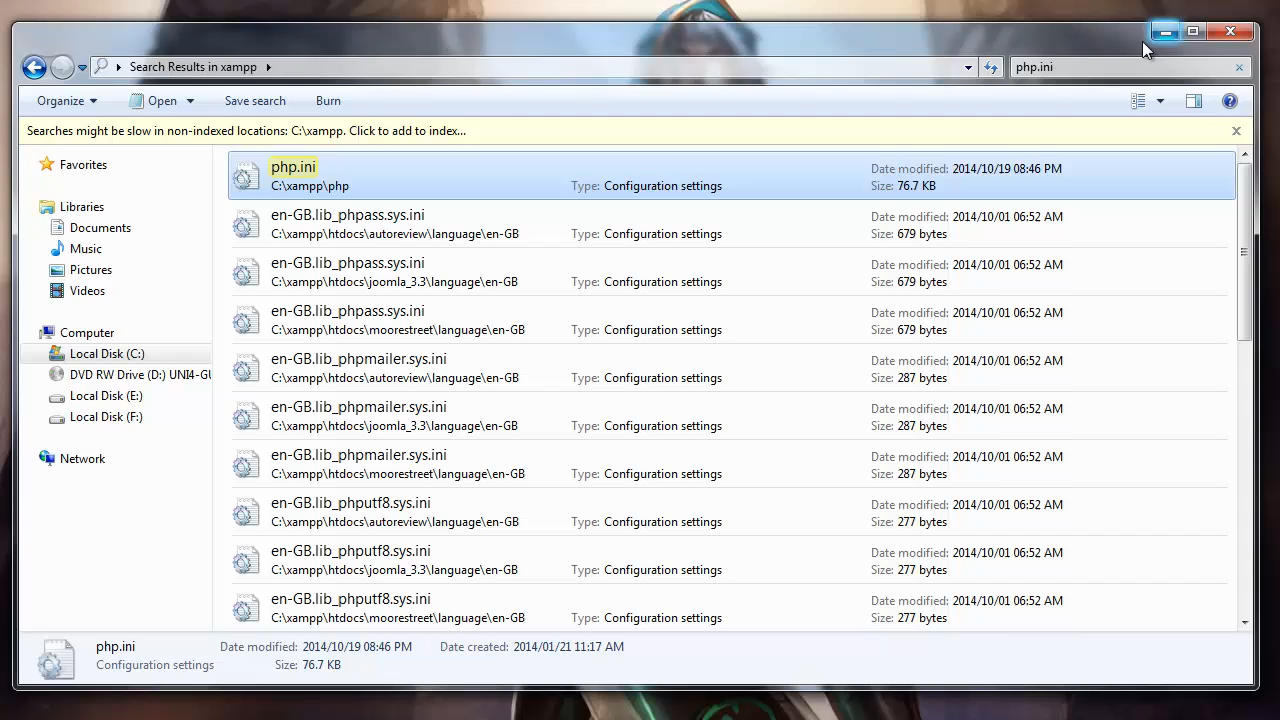 Search Results in xampp
php.ini
Organize Open Save search Burn
Searches might be slow in non-indexed locations: C:\xampp. Click to add to index...
Favorites
Libraries
Documents
Music
Pictures
Videos
Computer
Local Disk (C:)
DVD RW Drive (D:) UNI4-GU
Local Disk (E:)
Local Disk (F:)
Network
php.ini Date modified: 2014/10/19 08:46 PM
C:\xampp\php Type: Configuration settings Size: 76.7 KB
en-GB.lib_phpass.sys.ini Date modified: 2014/10/01 06:52 AM
C:\xampp\htdocs\autoreview\language\en-GB Type: Configuration settings Size: 679 bytes
en-GB.lib_phpass.sys.ini Date modified: 2014/10/01 06:52 AM
C:\xampp\htdocs\joomla_3.3\language\en-GB Type: Configuration settings Size: 679 bytes
en-GB.lib_phpass.sys.ini Date modified: 2014/10/01 06:52 AM
C:\xampp\htdocs\moorestreet\language\en-GB Type: Configuration settings Size: 679 bytes
en-GB.lib_phpmailer.sys.ini Date modified: 2014/10/01 06:52 AM
C:\xampp\htdocs\autoreview\language\en-GB Type: Configuration settings Size: 287 bytes
en-GB.lib_phpmailer.sys.ini Date modified: 2014/10/01 06:52 AM
C:\xampp\htdocs\joomla_3.3\language\en-GB Type: Configuration settings Size: 287 bytes
en-GB.lib_phpmailer.sys.ini Date modified: 2014/10/01 06:52 AM
C:\xampp\htdocs\moorestreet\language\en-GB Type: Configuration settings Size: 287 bytes
en-GB.lib_phputf8.sys.ini Date modified: 2014/10/01 06:52 AM
C:\xampp\htdocs\autoreview\language\en-GB Type: Configuration settings Size: 277 bytes
en-GB.lib_phputf8.sys.ini Date modified: 2014/10/01 06:52 AM
C:\xampp\htdocs\joomla_3.3\language\en-GB Type: Configuration settings Size: 277 bytes
en-GB.lib_phputf8.sys.ini Date modified: 2014/10/01 06:52 AM
C:\xampp\htdocs\moorestreet\language\en-GB Type: Configuration settings Size: 277 bytes
php.ini Date modified: 2014/10/19 08:46 PM Date created: 2014/01/21 11:17 AM
Configuration settings Size: 76.7 KB